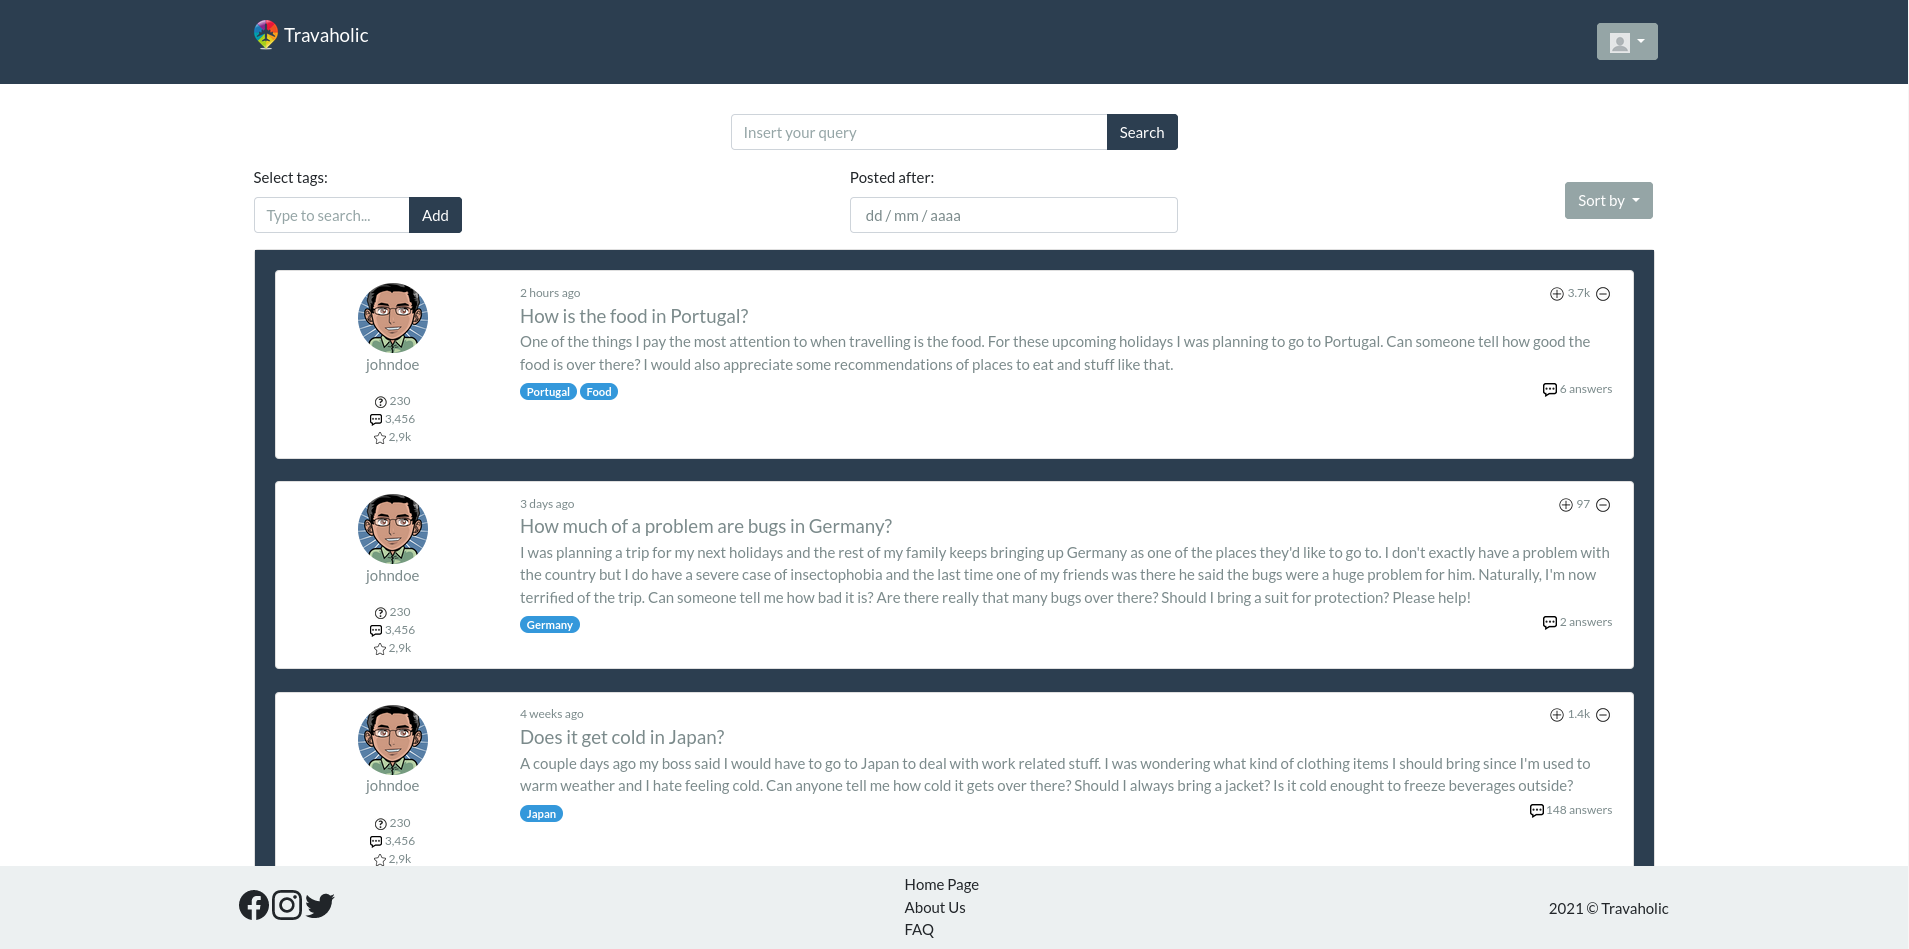 Travaholic
Insert your query
Search
Select tags:
Posted after:
Type to search...
Add
dd / mm / aaaa
Sort by
2 hours ago
3.7k
How is the food in Portugal?
One of the things I pay the most attention to when travelling is the food. For these upcoming holidays I was planning to go to Portugal. Can someone tell how good the
food is over there? I would also appreciate some recommendations of places to eat and stuff like that.
Portugal
Food
6 answers
johndoe
230
3,456
2,9k
3 days ago
97
How much of a problem are bugs in Germany?
I was planning a trip for my next holidays and the rest of my family keeps bringing up Germany as one of the places they'd like to go to. I don't exactly have a problem with
the country but I do have a severe case of insectophobia and the last time one of my friends was there he said the bugs were a huge problem for him. Naturally, I'm now
terrified of the trip. Can someone tell me how bad it is? Are there really that many bugs over there? Should I bring a suit for protection? Please help!
Germany
2 answers
johndoe
230
3,456
2,9k
4 weeks ago
1.4k
Does it get cold in Japan?
A couple days ago my boss said I would have to go to Japan to deal with work related stuff. I was wondering what kind of clothing items I should bring since I'm used to
warm weather and I hate feeling cold. Can anyone tell me how cold it gets over there? Should I always bring a jacket? Is it cold enought to freeze beverages outside?
Japan
148 answers
johndoe
230
3,456
2,9k
Home Page
About Us
FAQ
2021 © Travaholic